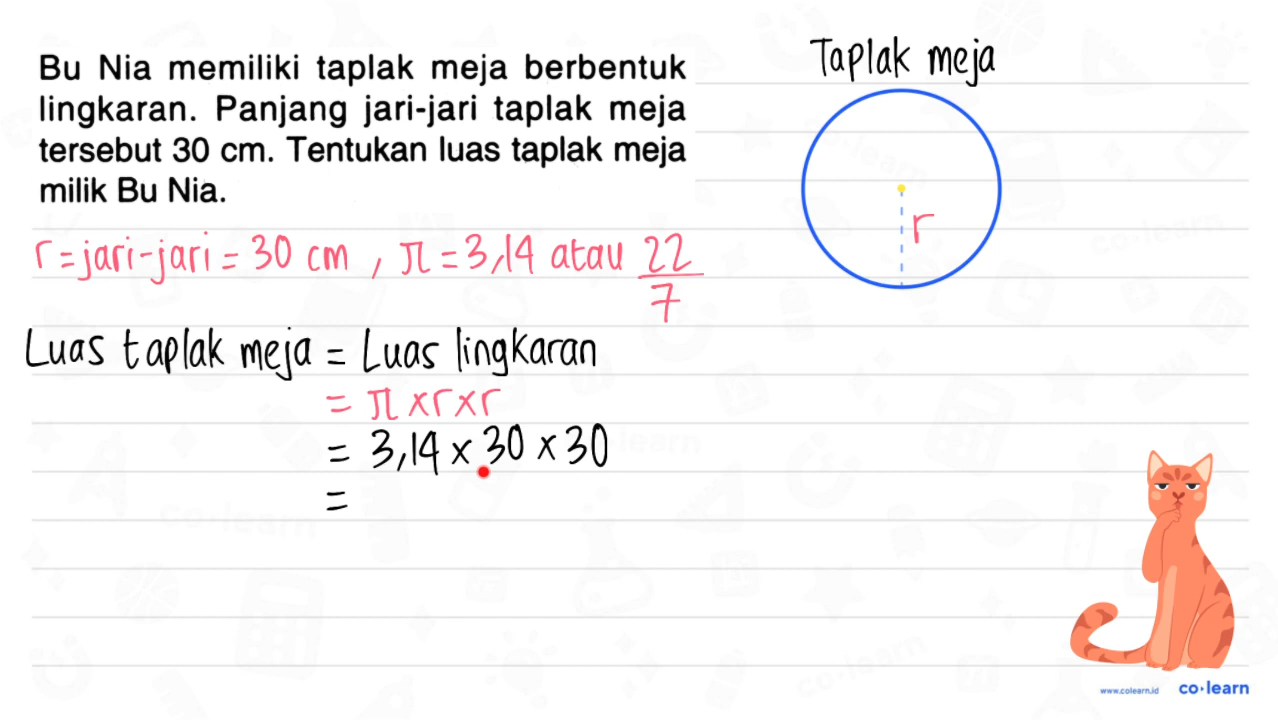 Taplak meja
Bu Nia memiliki taplak meja berbentuk
lingkaran. Panjang jari-jari taplak meja
tersebut 30 cm. Tentukan luas taplak meja
milik Bu Nia.
r
r = jari-jari = 30 cm , π = 3,14 atau 22/7
Luas taplak meja = Luas lingkaran
= π x r x r
= 3,14 x 30 x 30
=
www.colearn.id co·learn